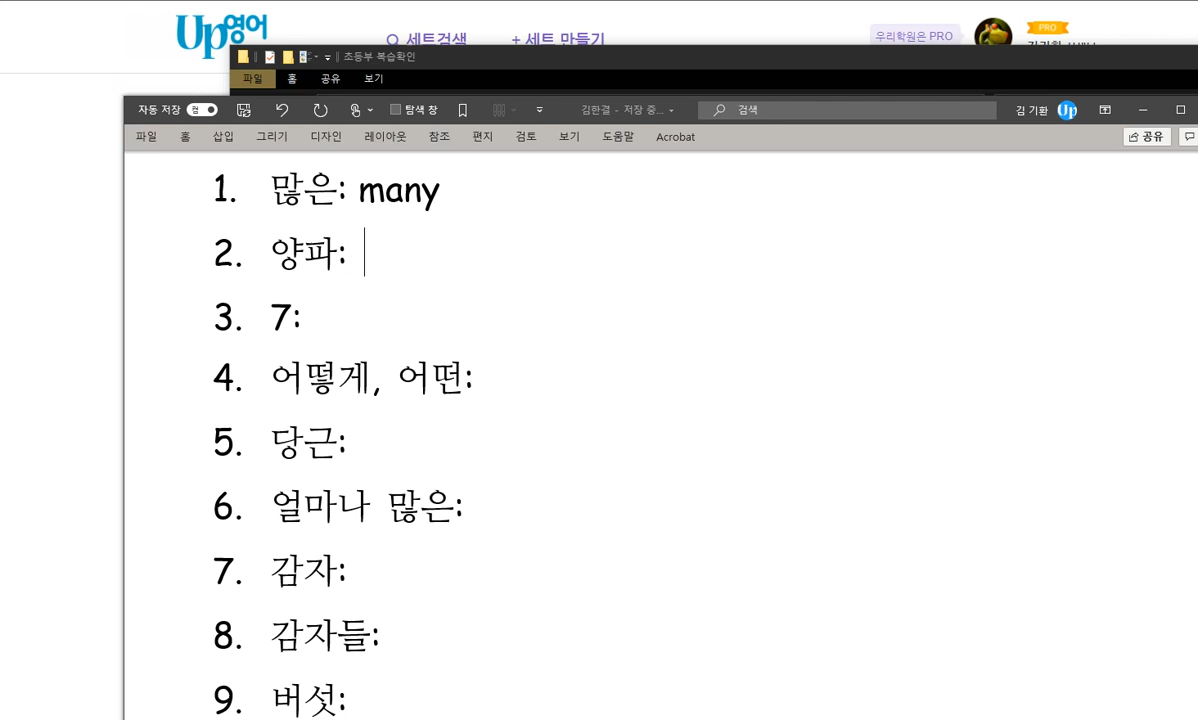 Up영어
세트검색
+ 세트 만들기
우리학원은 PRO
PRO
초등부 복습확인
파일 홈 공유 보기
자동 저장 컴 탐색 창 김한결 - 저장 중... 검색 김 기환 Up
파일 홈 삽입 그리기 디자인 레이아웃 참조 편지 검토 보기 도움말 Acrobat 공유
1. 많은: many
2. 양파:
3. 7:
4. 어떻게, 어떤:
5. 당근:
6. 얼마나 많은:
7. 감자:
8. 감자들:
9. 버섯: